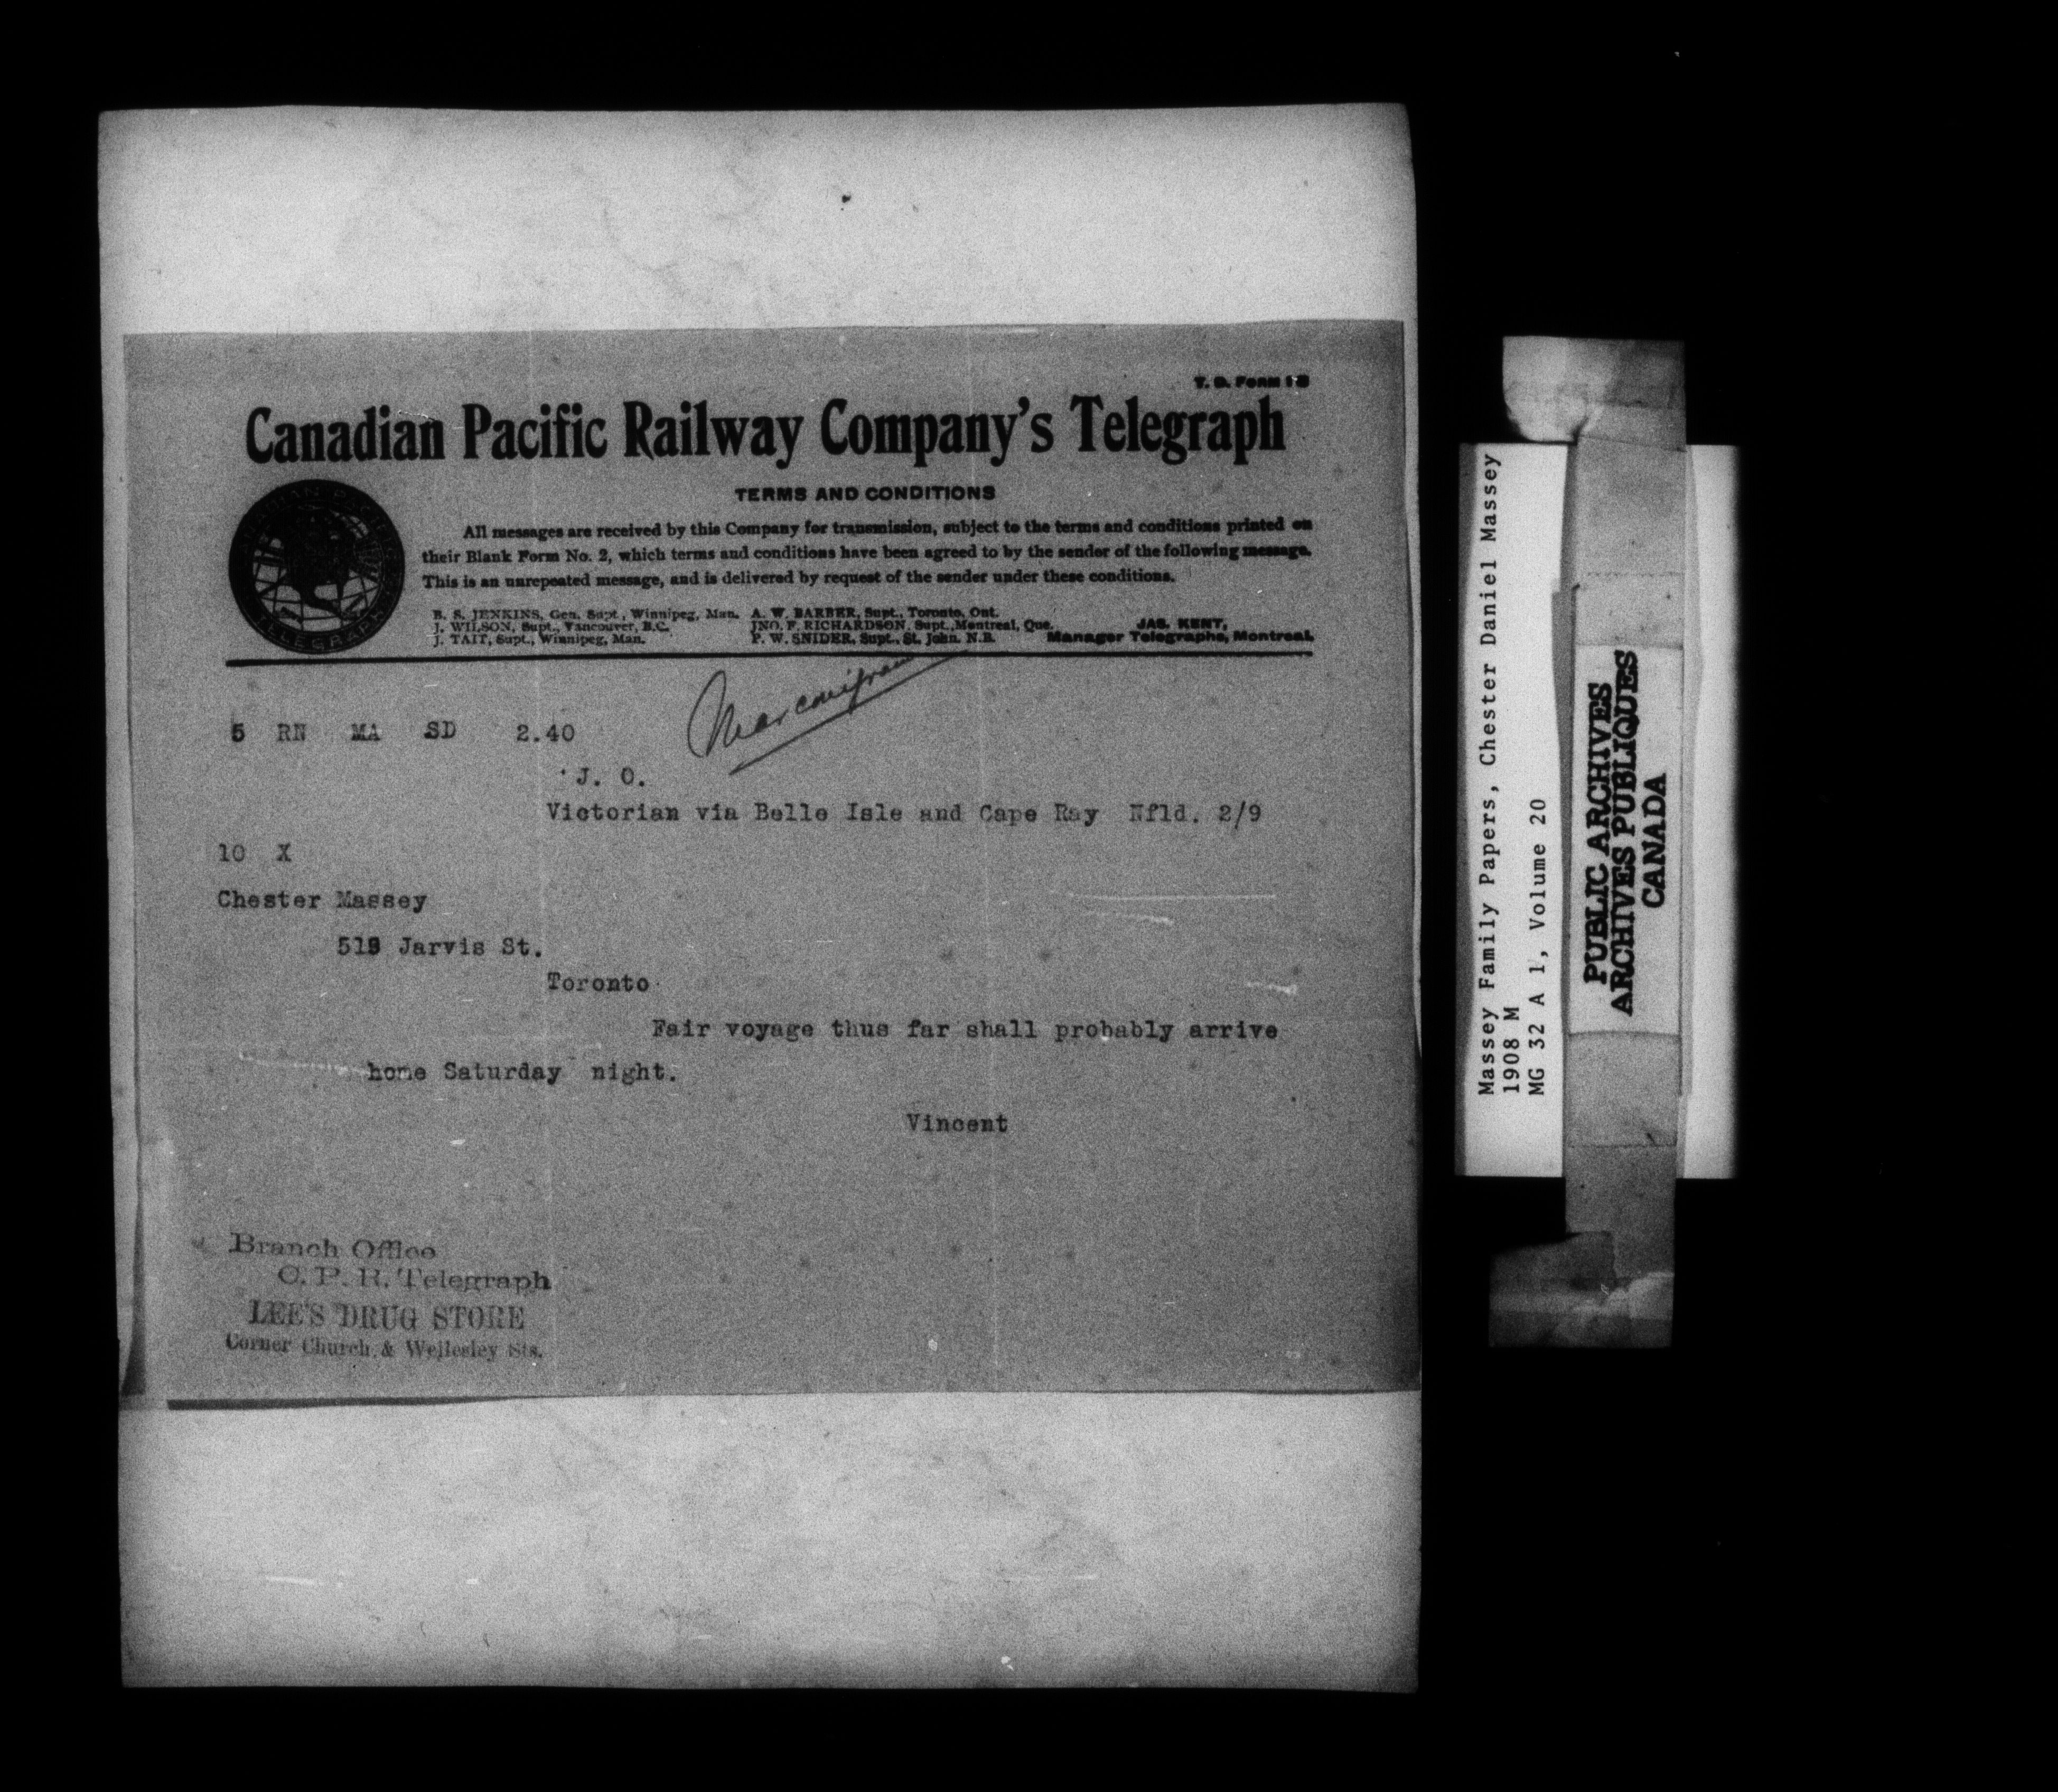 T. D. Form 1 B
Canadian Pacific Railway Company's Telegraph
TERMS AND CONDITIONS
All messages are received by this Company for transmission, subject to the terms and conditions printed on
their Blank Form No. 2, which terms and conditions have been agreed to by the sender of the following message.
This is an unrepeated message, and is delivered by request of the sender under these conditions.
B. S. JENKINS, Gen. Supt., Winnipeg, Man.
J. WILSON, Supt., Vancouver, B.C.
J. TAIT, Supt., Winnipeg, Man.
A. W. BARBER, Supt., Toronto, Ont.
JNO. F. RICHARDSON, Supt., Montreal, Que.
P. W. SNIDER, Supt., St. John, N.B.
JAS. KENT,
Manager Telegraphs, Montreal.
TELEGRAPH
Marconigram
5 RN MA SD 2.40
J. O.
Victorian via Belle Isle and Cape Ray Nfld. 2/9
10 X
Chester Massey
519 Jarvis St.
Toronto
Fair voyage thus far shall probably arrive
home Saturday night.
Vincent
Branch Office
C. P. R. Telegraph
LEE'S DRUG STORE
Corner Church & Wellesley Sts.
Massey Family Papers, Chester Daniel Massey
1908 M
MG 32 A 1, Volume 20
PUBLIC ARCHIVES
ARCHIVES PUBLIQUES
CANADA